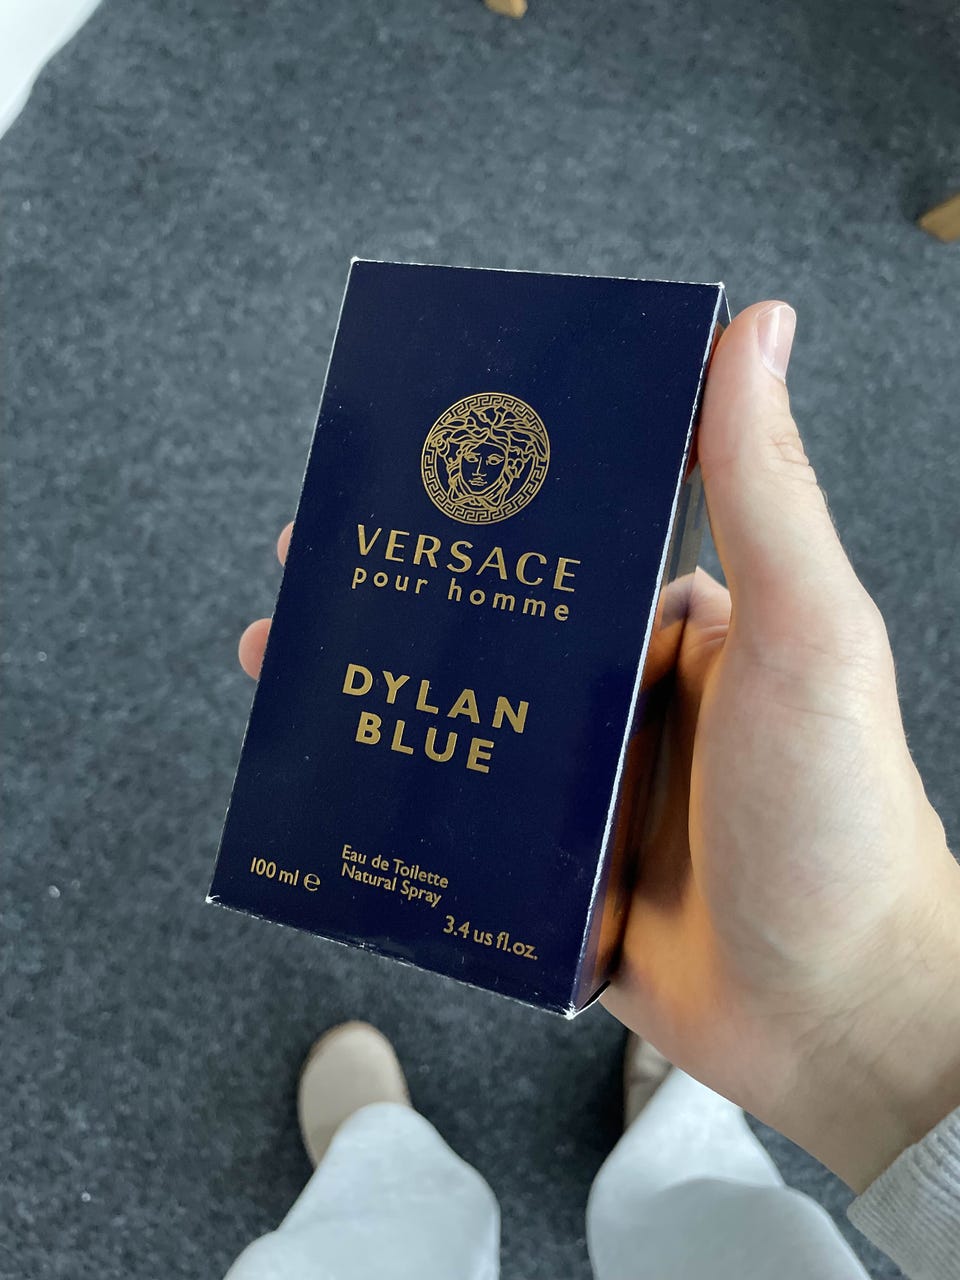 VERSACE
pour homme
DYLAN
BLUE
100 ml ℮
Eau de Toilette
Natural Spray
3.4 us fl.oz.